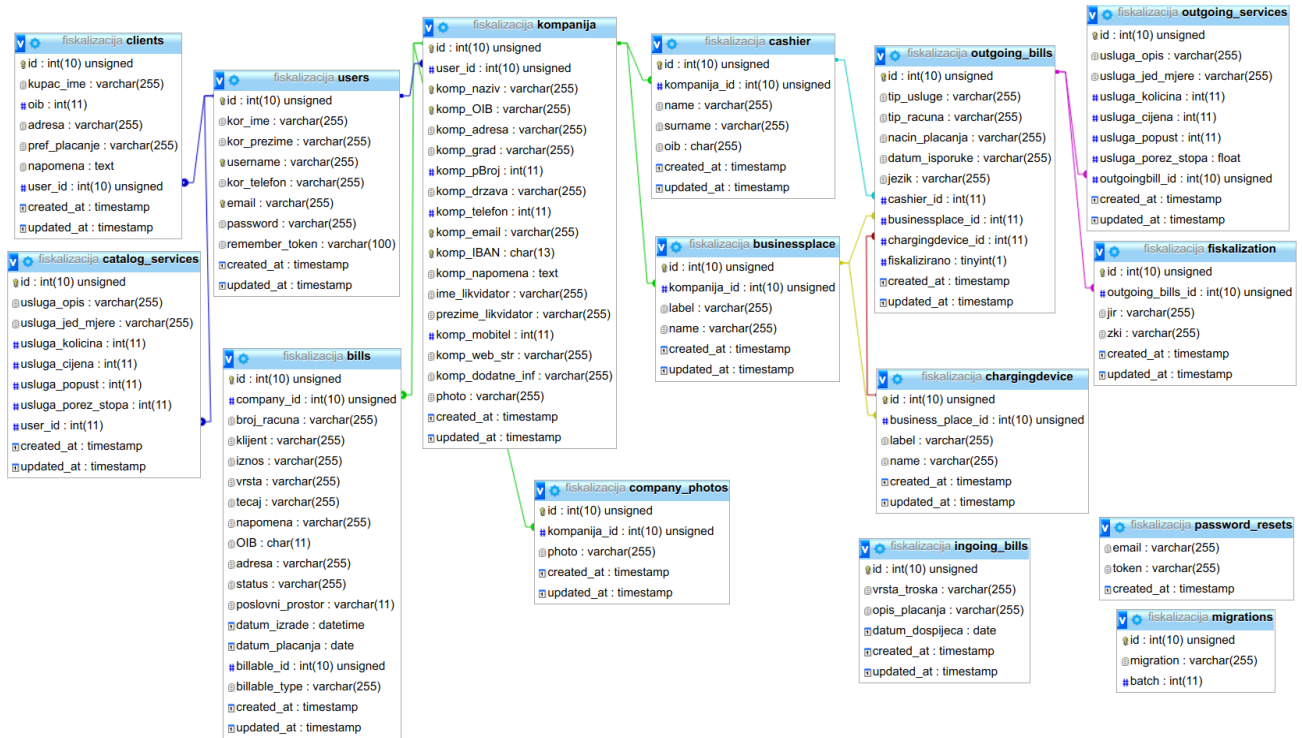 fiskalizacija clients
id : int(10) unsigned
kupac_ime : varchar(255)
oib : int(11)
adresa : varchar(255)
pref_placanje : varchar(255)
napomena : text
user_id : int(10) unsigned
created_at : timestamp
updated_at : timestamp
fiskalizacija catalog_services
id : int(10) unsigned
usluga_opis : varchar(255)
usluga_jed_mjere : varchar(255)
usluga_kolicina : int(11)
usluga_cijena : int(11)
usluga_popust : int(11)
usluga_porez_stopa : int(11)
user_id : int(11)
created_at : timestamp
updated_at : timestamp
fiskalizacija users
id : int(10) unsigned
kor_ime : varchar(255)
kor_prezime : varchar(255)
username : varchar(255)
kor_telefon : varchar(255)
email : varchar(255)
password : varchar(255)
remember_token : varchar(100)
created_at : timestamp
updated_at : timestamp
fiskalizacija bills
id : int(10) unsigned
company_id : int(10) unsigned
broj_racuna : varchar(255)
klijent : varchar(255)
iznos : varchar(255)
vrsta : varchar(255)
tecaj : varchar(255)
napomena : varchar(255)
OIB : char(11)
adresa : varchar(255)
status : varchar(255)
poslovni_prostor : varchar(11)
datum_izrade : datetime
datum_placanja : date
billable_id : int(10) unsigned
billable_type : varchar(255)
created_at : timestamp
updated_at : timestamp
fiskalizacija kompanija
id : int(10) unsigned
user_id : int(10) unsigned
komp_naziv : varchar(255)
komp_OIB : varchar(255)
komp_adresa : varchar(255)
komp_grad : varchar(255)
komp_pBroj : int(11)
komp_drzava : varchar(255)
komp_telefon : int(11)
komp_email : varchar(255)
komp_IBAN : char(13)
komp_napomena : text
ime_likvidator : varchar(255)
prezime_likvidator : varchar(255)
komp_mobitel : int(11)
komp_web_str : varchar(255)
komp_dodatne_inf : varchar(255)
photo : varchar(255)
created_at : timestamp
updated_at : timestamp
fiskalizacija company_photos
id : int(10) unsigned
kompanija_id : int(10) unsigned
photo : varchar(255)
created_at : timestamp
updated_at : timestamp
fiskalizacija cashier
id : int(10) unsigned
kompanija_id : int(10) unsigned
name : varchar(255)
surname : varchar(255)
oib : char(255)
created_at : timestamp
updated_at : timestamp
fiskalizacija businessplace
id : int(10) unsigned
kompanija_id : int(10) unsigned
label : varchar(255)
name : varchar(255)
created_at : timestamp
updated_at : timestamp
fiskalizacija outgoing_bills
id : int(10) unsigned
tip_usluge : varchar(255)
tip_racuna : varchar(255)
nacin_placanja : varchar(255)
datum_isporuke : varchar(255)
jezik : varchar(255)
cashier_id : int(11)
businessplace_id : int(11)
chargingdevice_id : int(11)
fiskalizirano : tinyint(1)
created_at : timestamp
updated_at : timestamp
fiskalizacija chargingdevice
id : int(10) unsigned
business_place_id : int(10) unsigned
label : varchar(255)
name : varchar(255)
created_at : timestamp
updated_at : timestamp
fiskalizacija ingoing_bills
id : int(10) unsigned
vrsta_troska : varchar(255)
opis_placanja : varchar(255)
datum_dospijeca : date
created_at : timestamp
updated_at : timestamp
fiskalizacija outgoing_services
id : int(10) unsigned
usluga_opis : varchar(255)
usluga_jed_mjere : varchar(255)
usluga_kolicina : int(11)
usluga_cijena : int(11)
usluga_popust : int(11)
usluga_porez_stopa : float
outgoingbill_id : int(10) unsigned
created_at : timestamp
updated_at : timestamp
fiskalizacija fiskalization
id : int(10) unsigned
outgoing_bills_id : int(10) unsigned
jir : varchar(255)
zki : varchar(255)
created_at : timestamp
updated_at : timestamp
fiskalizacija password_resets
email : varchar(255)
token : varchar(255)
created_at : timestamp
fiskalizacija migrations
id : int(10) unsigned
migration : varchar(255)
batch : int(11)